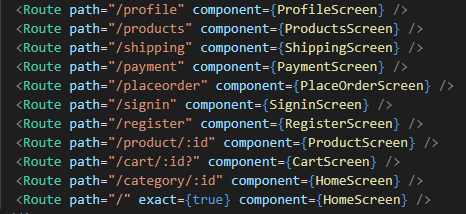 <Route path="/profile" component={ProfileScreen} />
<Route path="/products" component={ProductsScreen} />
<Route path="/shipping" component={ShippingScreen} />
<Route path="/payment" component={PaymentScreen} />
<Route path="/placeorder" component={PlaceOrderScreen} />
<Route path="/signin" component={SigninScreen} />
<Route path="/register" component={RegisterScreen} />
<Route path="/product/:id" component={ProductScreen} />
<Route path="/cart/:id?" component={CartScreen} />
<Route path="/category/:id" component={HomeScreen} />
<Route path="/" exact={true} component={HomeScreen} />